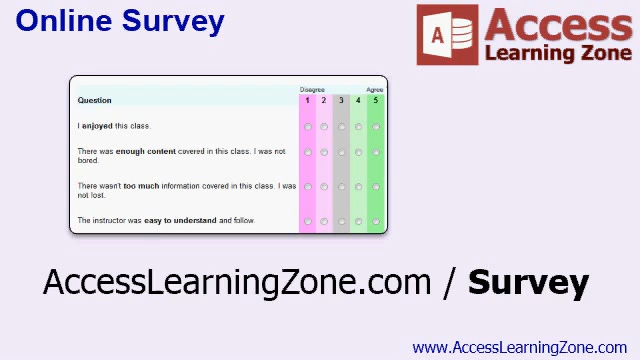 Online Survey
A
Access
Learning Zone
Disagree Agree
Question 1 2 3 4 5
I enjoyed this class.
There was enough content covered in this class. I was not
bored.
There wasn't too much information covered in this class. I was
not lost.
The instructor was easy to understand and follow.
AccessLearningZone.com / Survey
www.AccessLearningZone.com